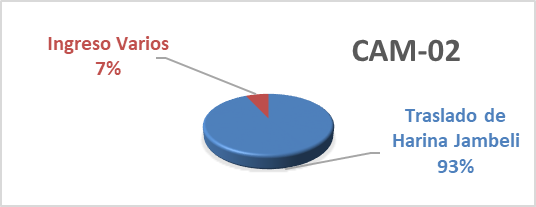 Ingreso Varios
7%
CAM-02
Traslado de
Harina Jambeli
93%